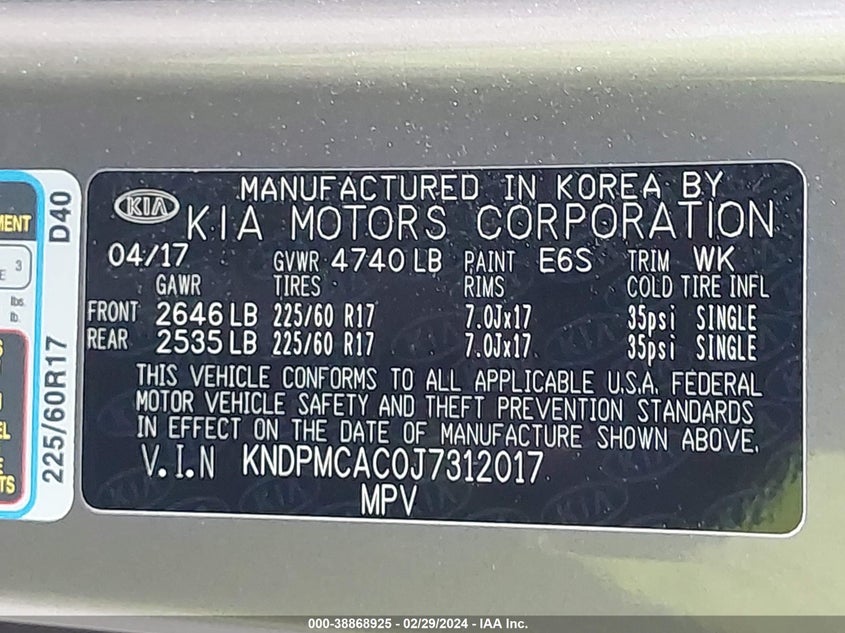 MANUFACTURED IN KOREA BY
KIA KIA MOTORS CORPORATION
04/17 GVWR 4740 LB PAINT E6S TRIM WK
GAWR TIRES RIMS COLD TIRE INFL
FRONT 2646 LB 225/60 R17 7.0Jx17 35psi SINGLE
REAR 2535 LB 225/60 R17 7.0Jx17 35psi SINGLE
THIS VEHICLE CONFORMS TO ALL APPLICABLE U.S.A. FEDERAL
MOTOR VEHICLE SAFETY AND THEFT PREVENTION STANDARDS
IN EFFECT ON THE DATE OF MANUFACTURE SHOWN ABOVE.
V.I.N KNDPMCAC0J7312017
MPV
225/60R17 D40
MENT
3
lbs.
lb.
000-38868925 - 02/29/2024 - IAA Inc.